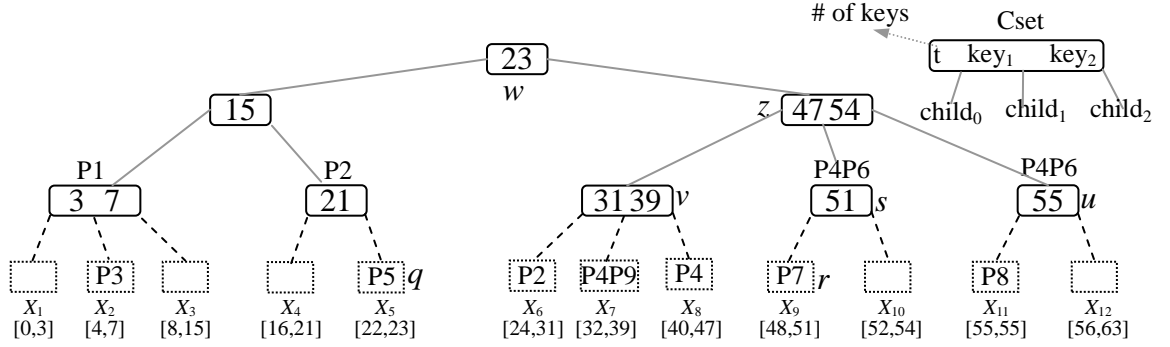 # of keys
Cset
t key1 key2
child0 child1 child2
23
w
15
z 47 54
P1 P2 P4P6 P4P6
3 7 21 31 39 v 51 s 55 u
P3 P5 q P2 P4P9 P4 P7 r P8
X1 X2 X3 X4 X5 X6 X7 X8 X9 X10 X11 X12
[0,3] [4,7] [8,15] [16,21] [22,23] [24,31] [32,39] [40,47] [48,51] [52,54] [55,55] [56,63]